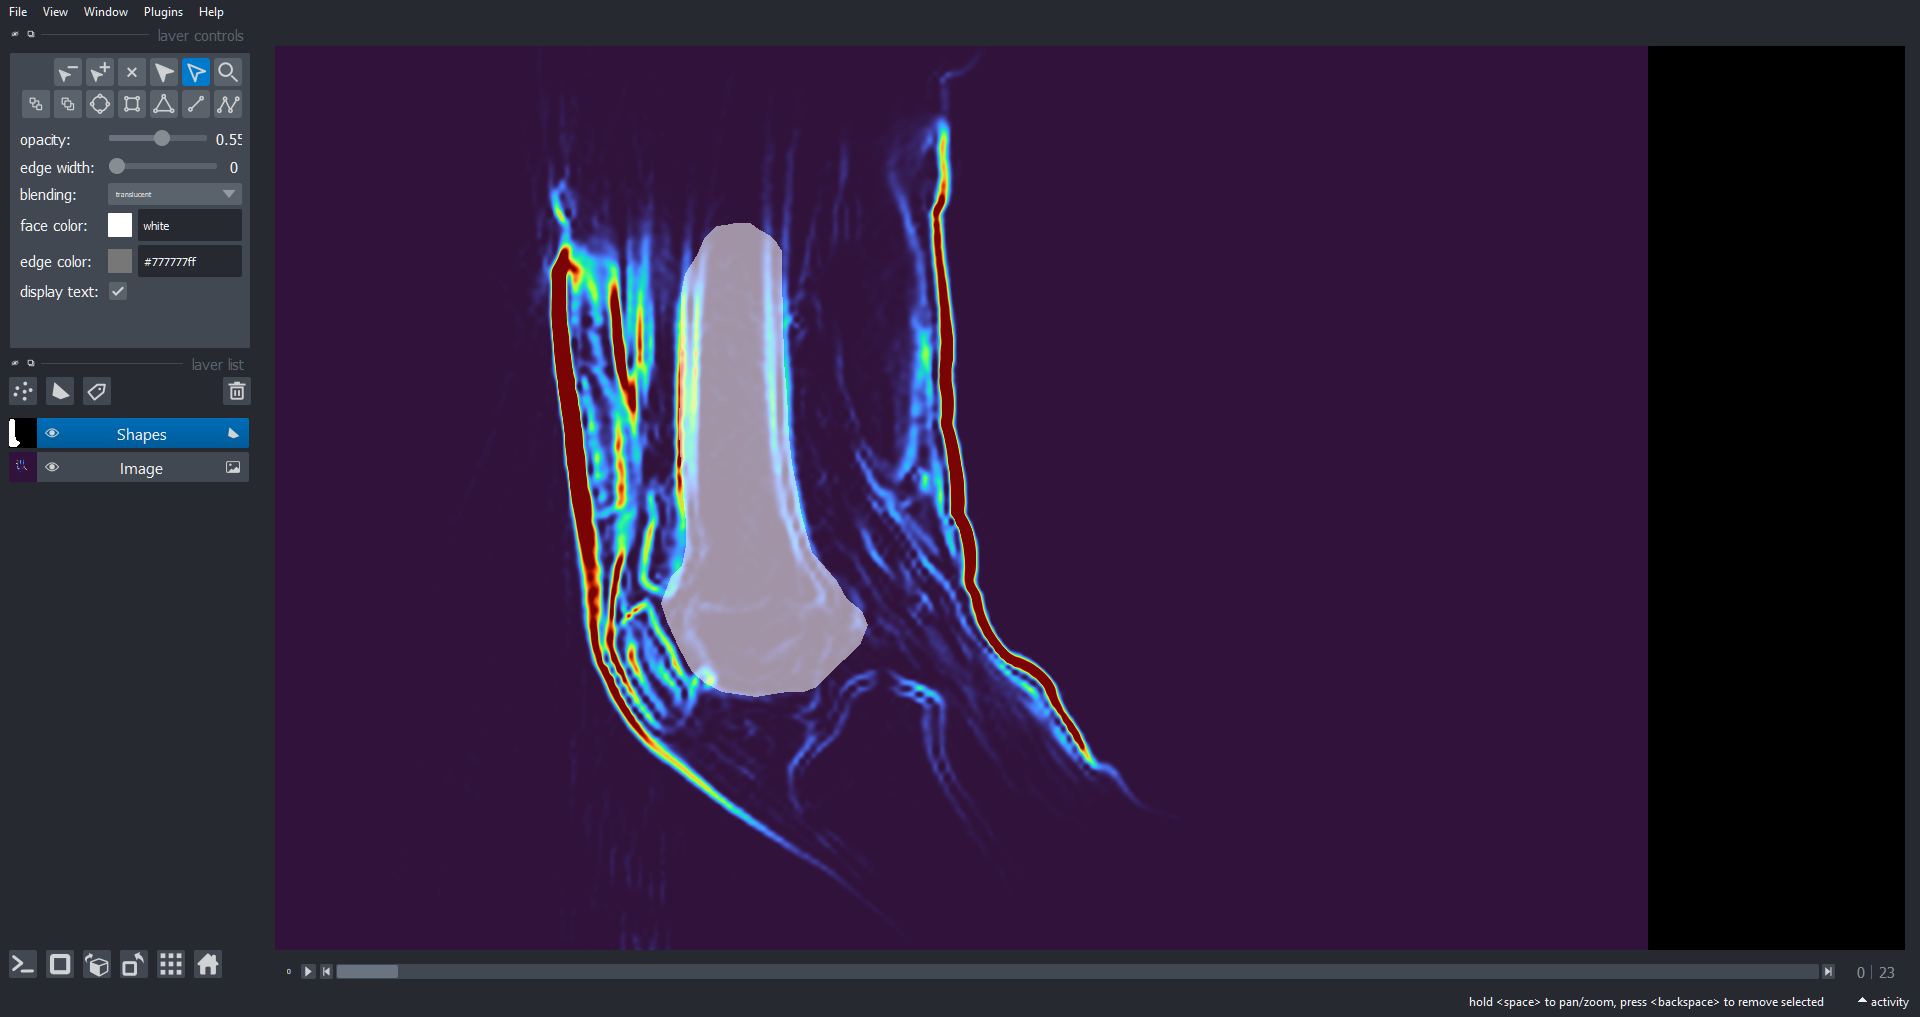 File View Window Plugins Help
layer controls
opacity: 0.55
edge width: 0
blending: translucent
face color: white
edge color: #777777ff
display text:
layer list
Shapes
Image
0
0 | 23
hold <space> to pan/zoom, press <backspace> to remove selected
activity